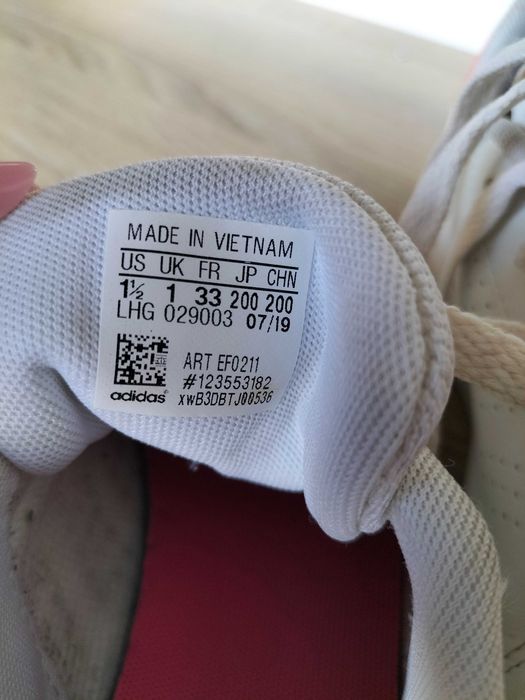 MADE IN VIETNAM
US UK FR JP CHN
1½ 1 33 200 200
LHG 029003 07/19
ART EF0211
#123553182
adidas XWB3DBTJ00536